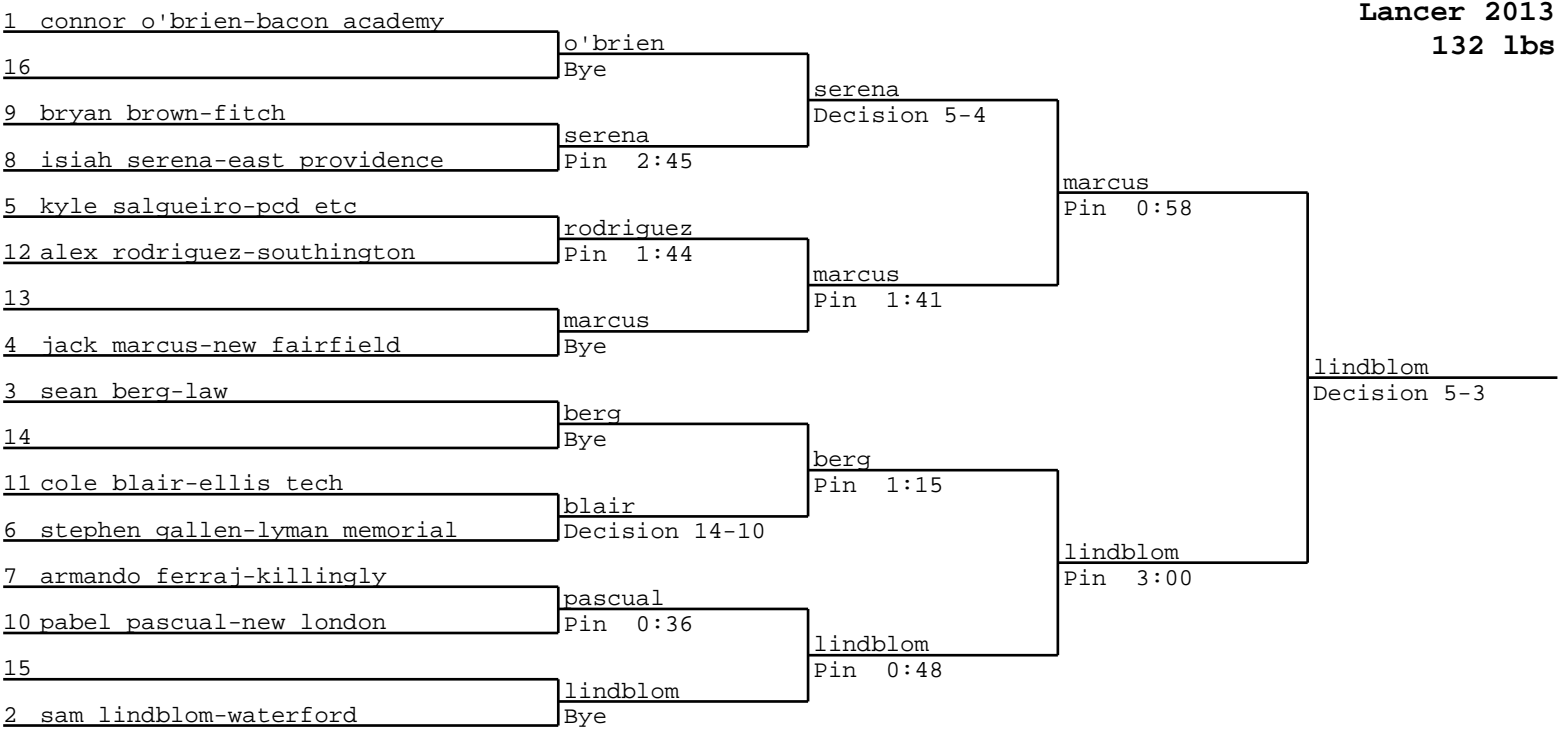 Lancer 2013
132 lbs
1 connor o'brien-bacon academy
16
9 bryan brown-fitch
8 isiah serena-east providence
5 kyle salgueiro-pcd etc
12 alex rodriguez-southington
13
4 jack marcus-new fairfield
3 sean berg-law
14
11 cole blair-ellis tech
6 stephen gallen-lyman memorial
7 armando ferraj-killingly
10 pabel pascual-new london
15
2 sam lindblom-waterford
o'brien
Bye
serena
Pin 2:45
rodriguez
Pin 1:44
marcus
Bye
berg
Bye
blair
Decision 14-10
pascual
Pin 0:36
lindblom
Bye
serena
Decision 5-4
marcus
Pin 1:41
berg
Pin 1:15
lindblom
Pin 0:48
marcus
Pin 0:58
lindblom
Pin 3:00
lindblom
Decision 5-3